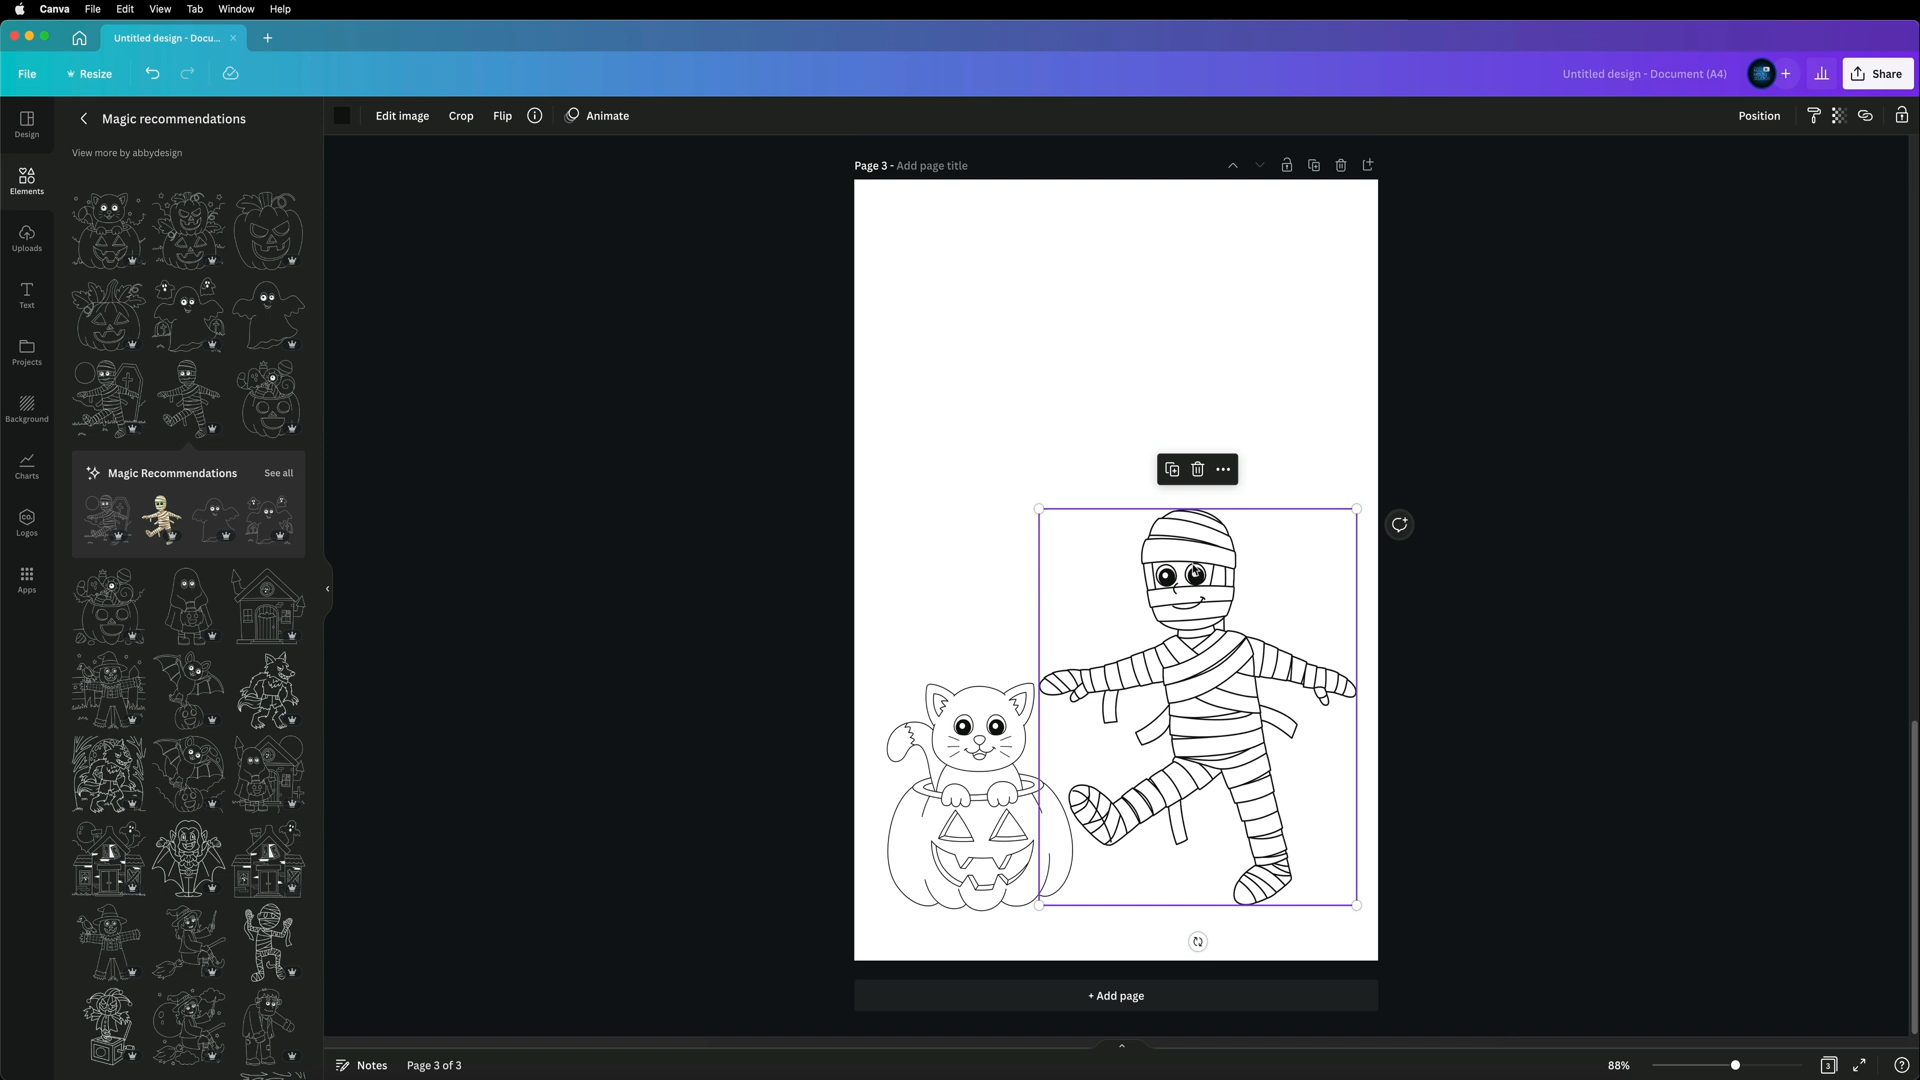 Canva File Edit View Tab Window Help
Untitled design - Docu...
File Resize
Untitled design - Document (A4)
Share
Design
Elements
Uploads
Text
Projects
Background
Charts
CO.
Logos
Apps
Magic recommendations
View more by abbydesign
Magic Recommendations See all
Edit image Crop Flip Animate
Position
Page 3 - Add page title
+ Add page
Notes Page 3 of 3
88%
3